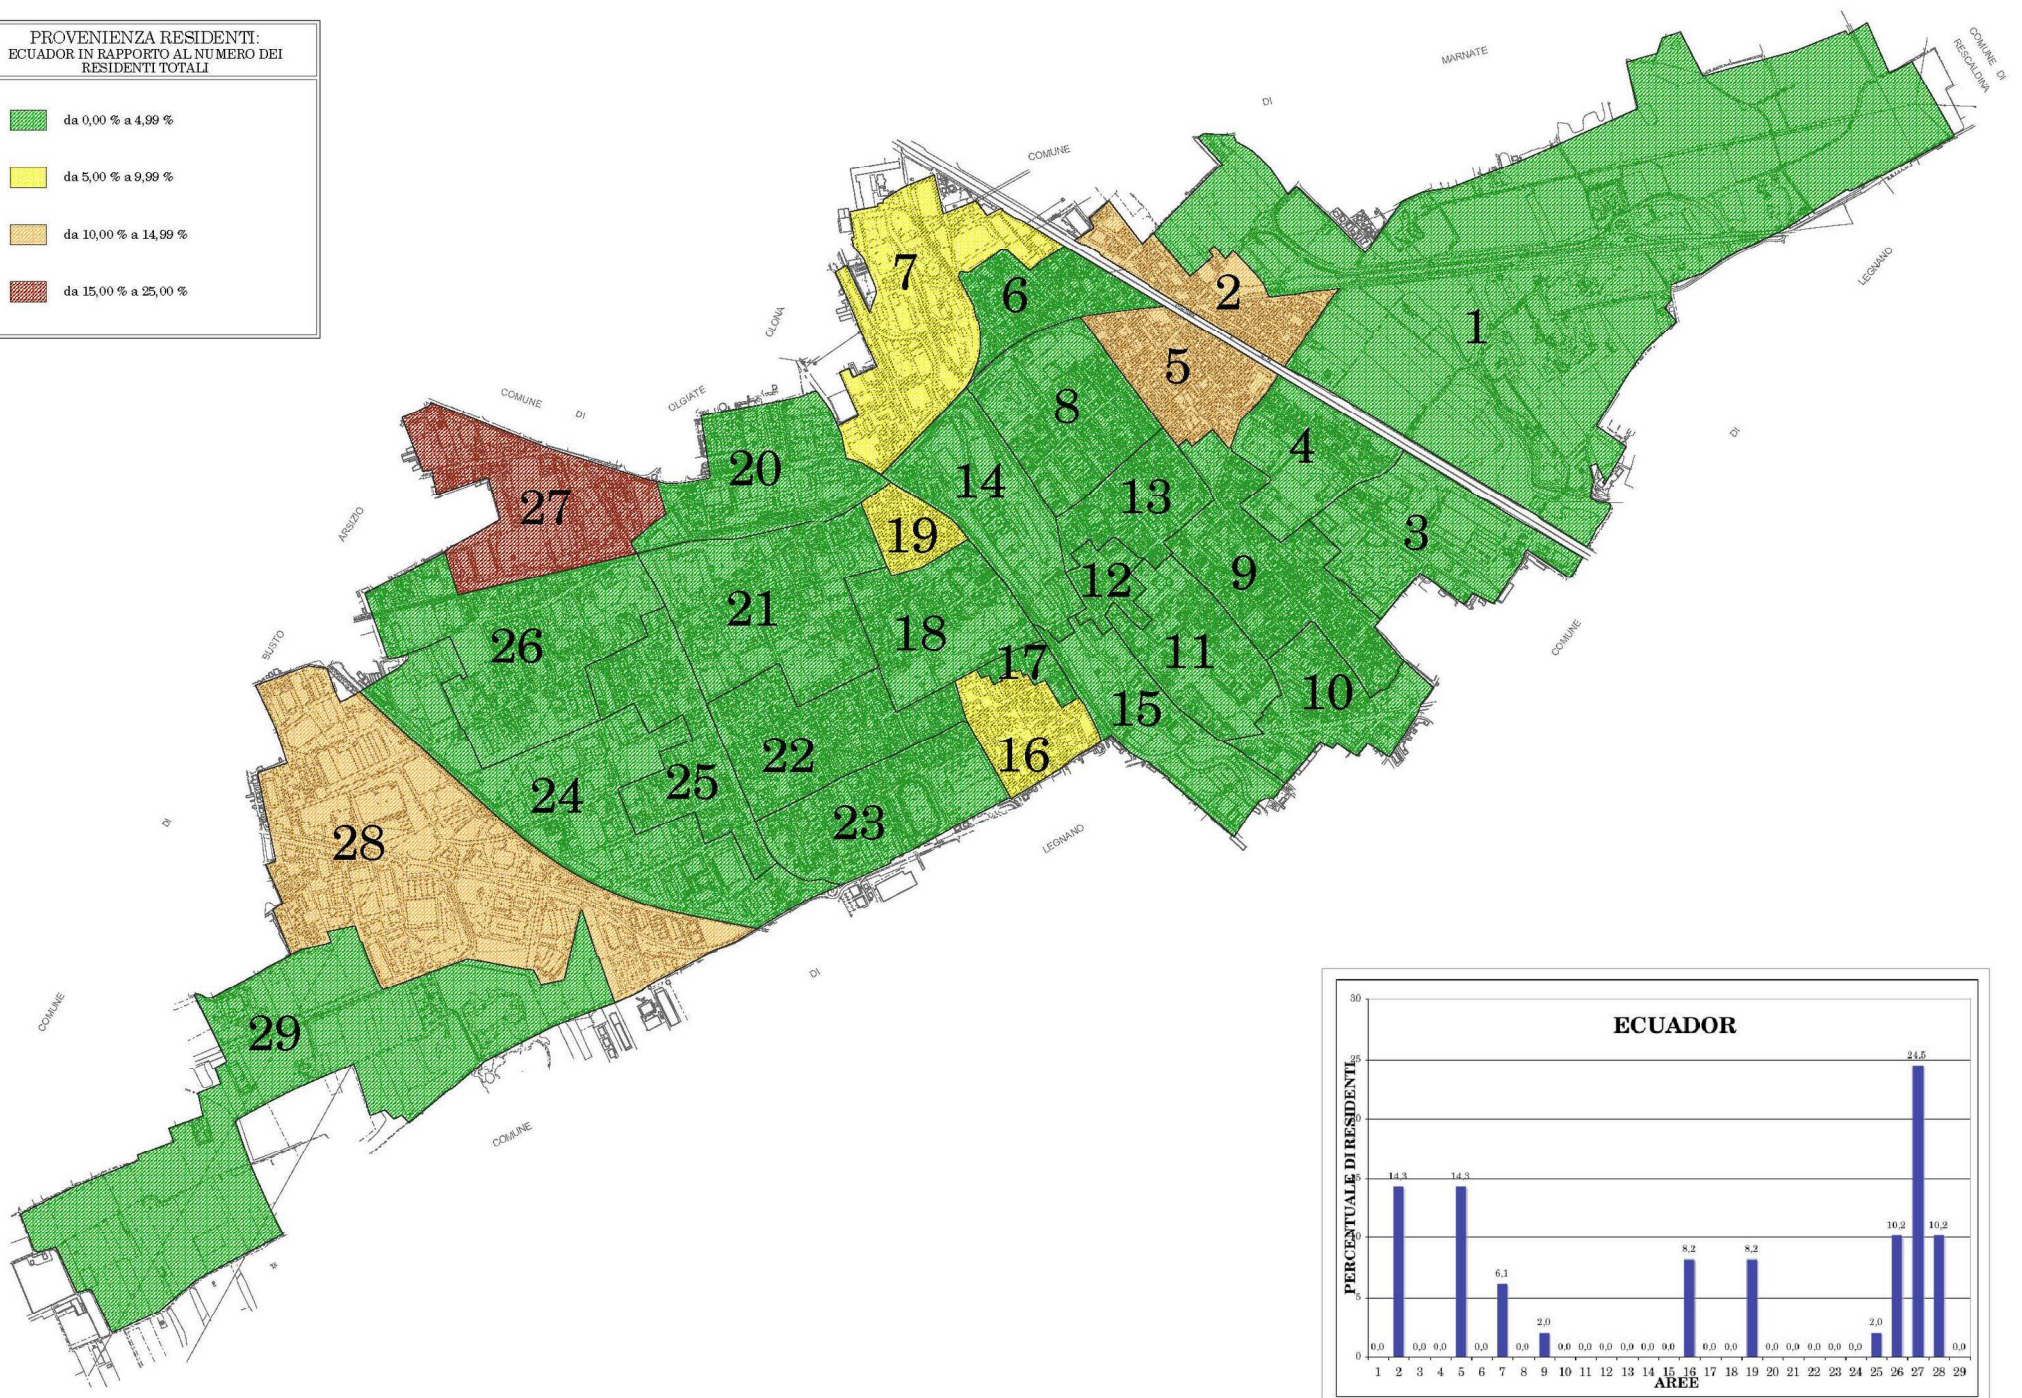 PROVENIENZA RESIDENTI:
ECUADOR IN RAPPORTO AL NUMERO DEI
RESIDENTI TOTALI
da 0,00 % a 4,99 %
da 5,00 % a 9,99 %
da 10,00 % a 14,99 %
da 15,00 % a 25,00 %
COMUNE DI
RESCALDINA
MARNATE
DI
COMUNE
LEGNANO
DI
COMUNE
OLONA
OLGIATE
DI
COMUNE
ARSIZIO
BUSTO
DI
COMUNE
LEGNANO
DI
COMUNE
7
6
2
1
5
8
4
20
14
13
27
19
3
12
9
21
18
26
17
11
10
15
22
16
25
24
23
28
29
ECUADOR
PERCENTUALE DI RESIDENTI
30
25
20
15
10
5
0
0,0 14,3 0,0 0,0 14,3 0,0 6,1 0,0 2,0 0,0 0,0 0,0 0,0 0,0 0,0 8,2 0,0 0,0 8,2 0,0 0,0 0,0 0,0 0,0 2,0 10,2 24,5 10,2 0,0
1 2 3 4 5 6 7 8 9 10 11 12 13 14 15 16 17 18 19 20 21 22 23 24 25 26 27 28 29
AREE